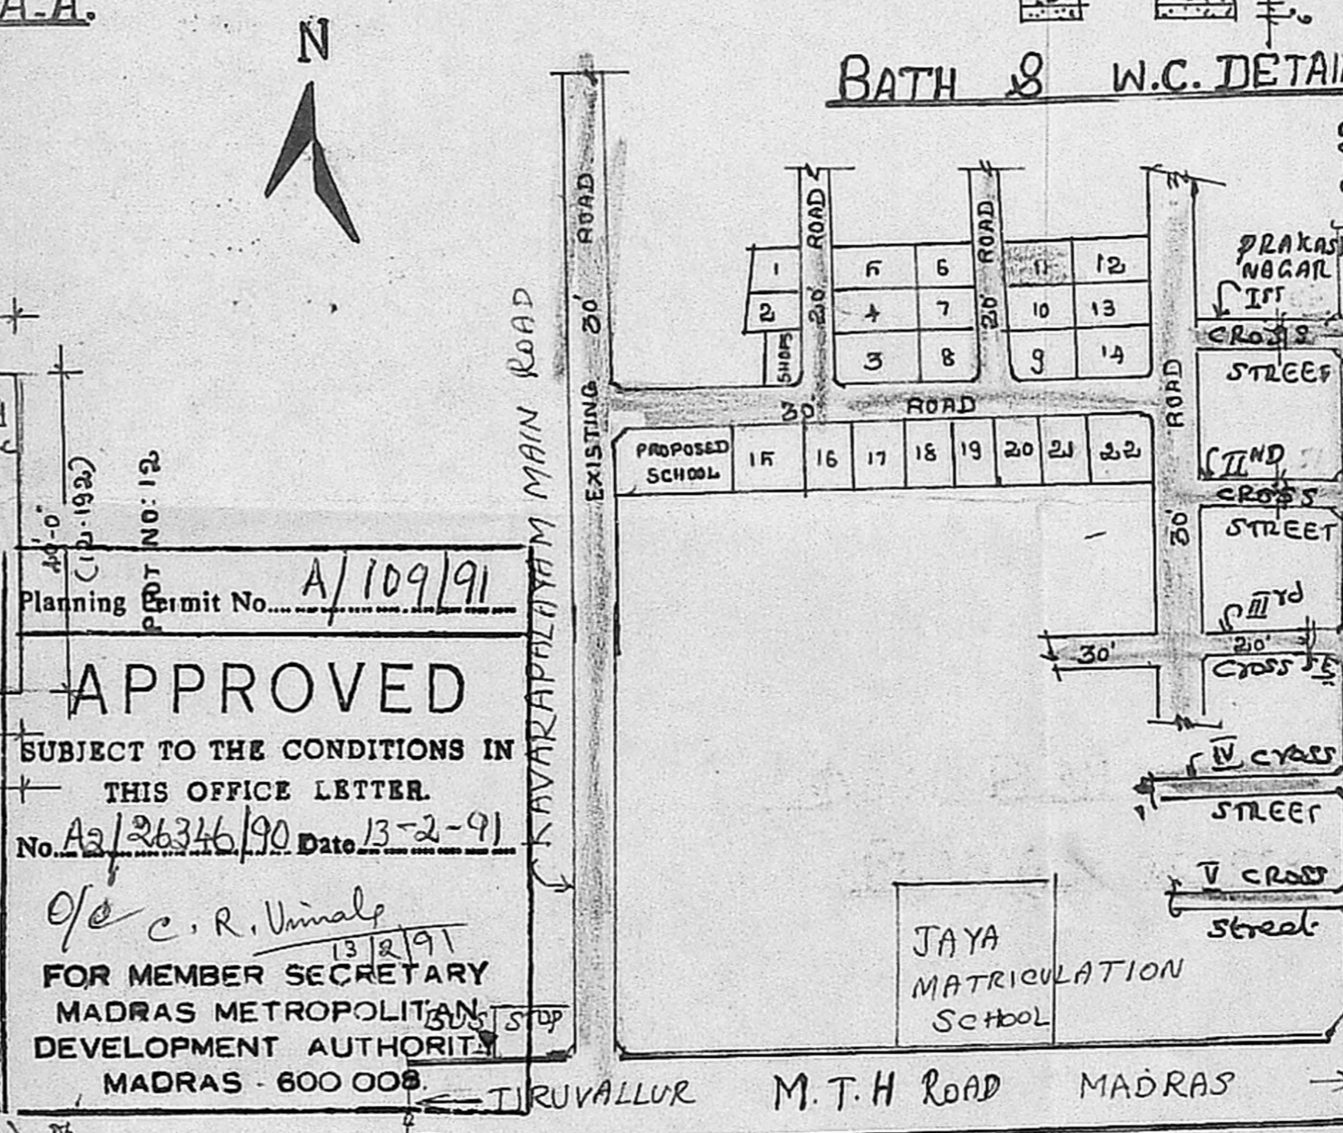 A-A.
N
BATH & W.C. DETAI
ROAD
30'
EXISTING
KAVARAPALAYAM MAIN ROAD
ROAD
20'
ROAD
20'
1
5
6
11
12
2
4
7
10
13
SHOPS
3
8
9
14
30' ROAD
PROPOSED
SCHOOL
15
16
17
18
19
20
21
22
ROAD
30'
PRAKAS
NAGAR
IST
CROSS
STREET
IIND
CROSS
STREET
IIIrd
20'
CROSS
30'
IV CROSS
STREET
V CROSS
Street
(12.192)
PLOT NO: 12
Planning Permit No. A/109/91
APPROVED
SUBJECT TO THE CONDITIONS IN
THIS OFFICE LETTER.
No. A2/26346/90 Date 13-2-91
O/C C. R. Vimala
13/2/91
FOR MEMBER SECRETARY
MADRAS METROPOLITAN
DEVELOPMENT AUTHORITY
MADRAS - 600 008.
BUS STOP
JAYA
MATRICULATION
SCHOOL
TIRUVALLUR M.T.H ROAD MADRAS